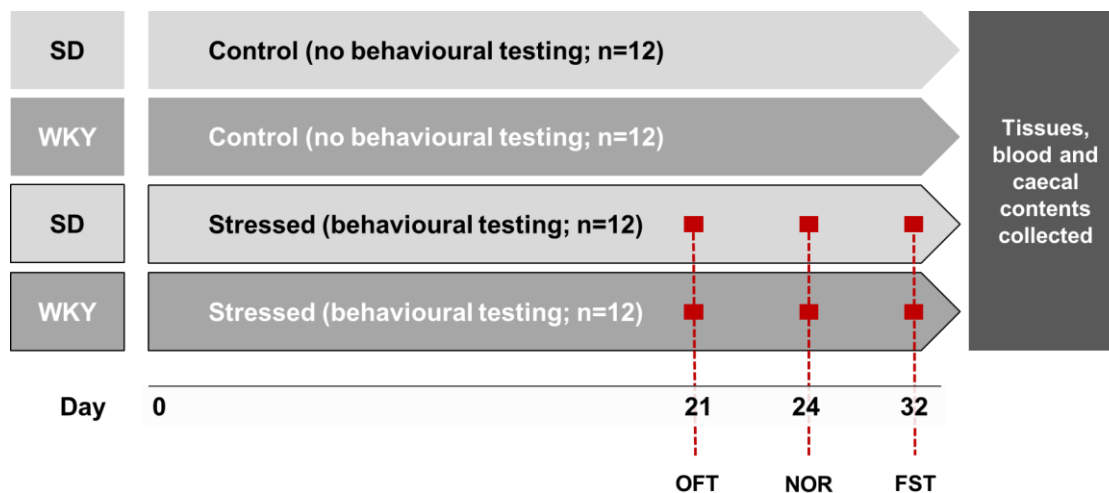 SD
Control (no behavioural testing; n=12)
WKY
Control (no behavioural testing; n=12)
SD
Stressed (behavioural testing; n=12)
WKY
Stressed (behavioural testing; n=12)
Tissues,
blood and
caecal
contents
collected
Day 0 21 24 32
OFT NOR FST